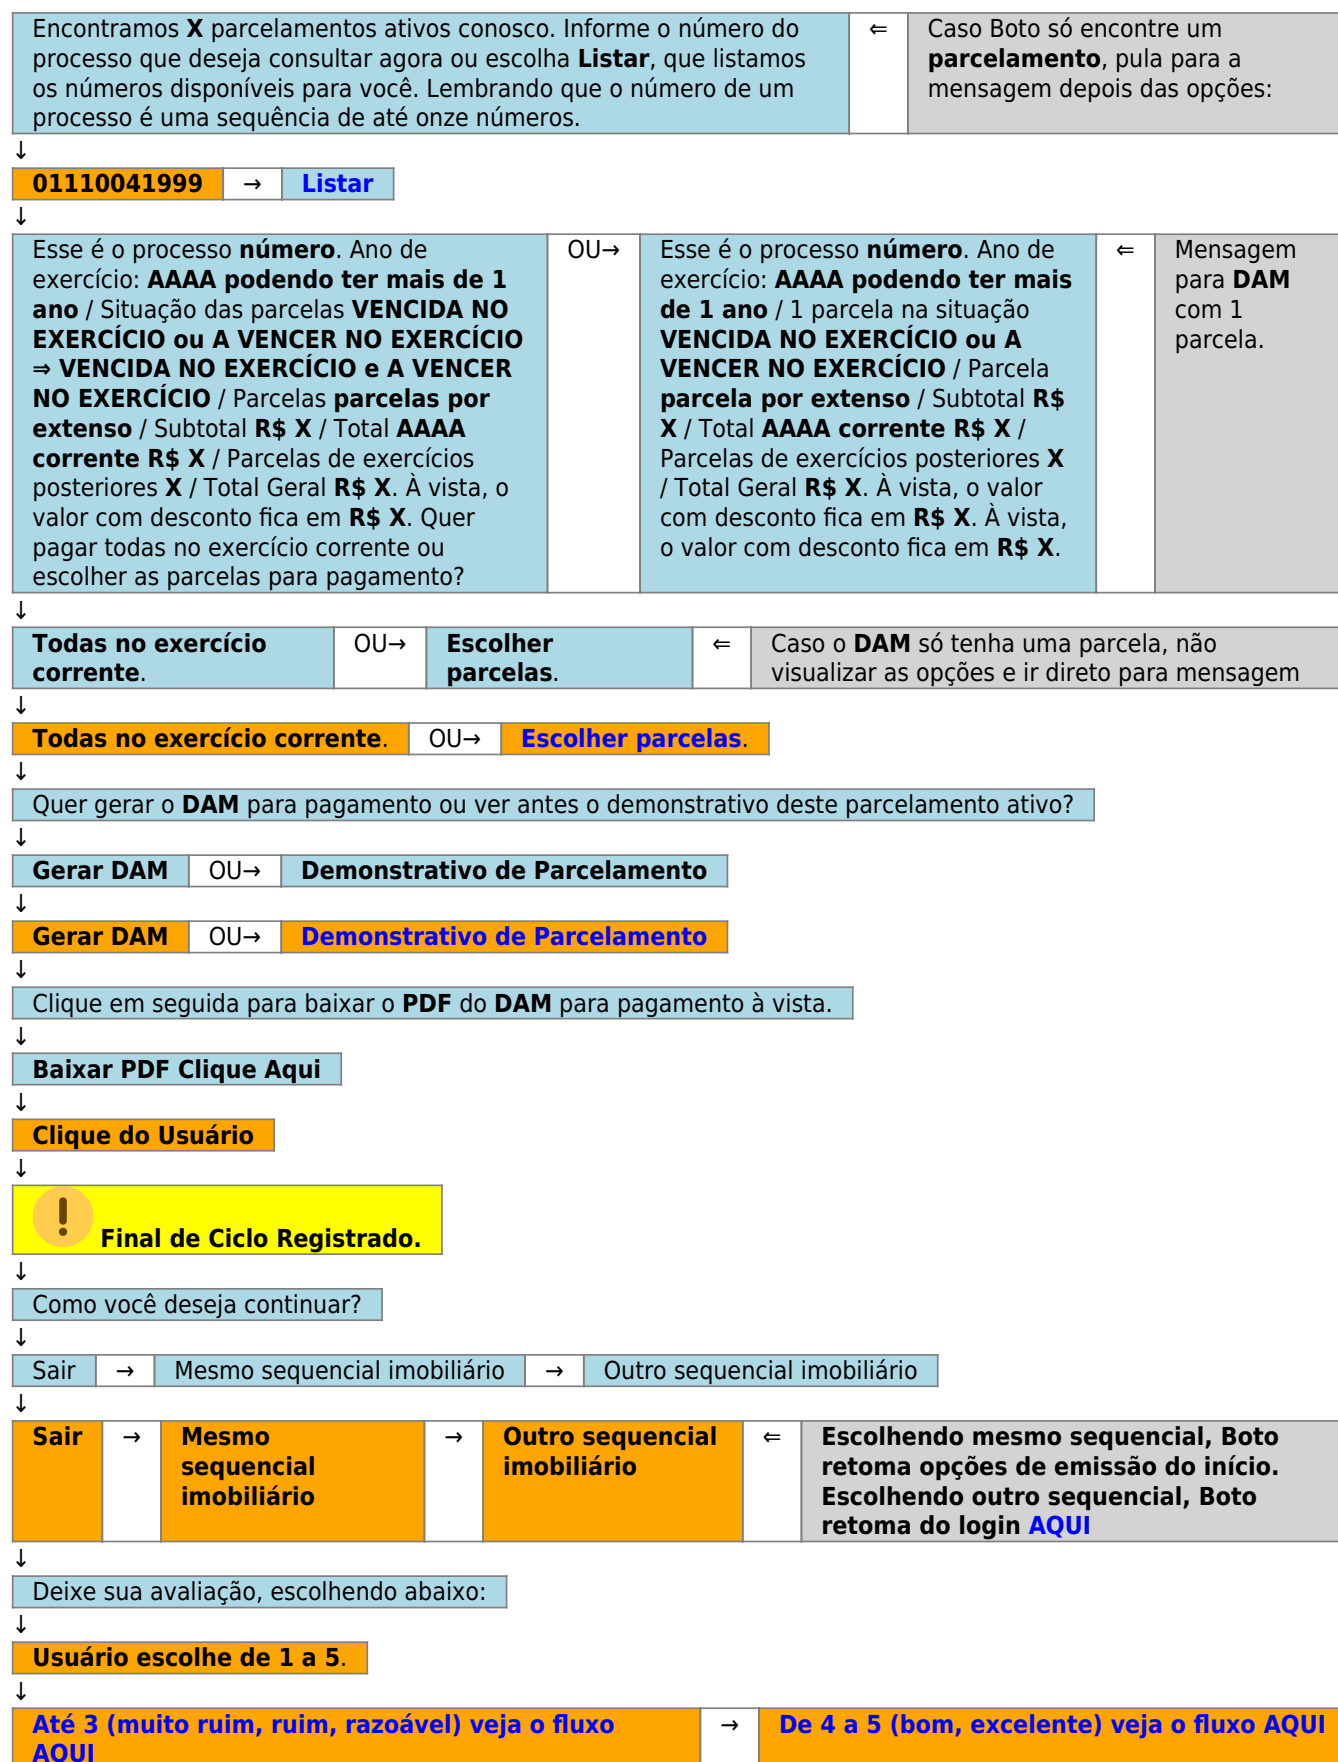 Encontramos X parcelamentos ativos conosco. Informe o número do
processo que deseja consultar agora ou escolha Listar, que listamos
os números disponíveis para você. Lembrando que o número de um
processo é uma sequência de até onze números.
⇐
Caso Boto só encontre um
parcelamento, pula para a
mensagem depois das opções:
↓
01110041999 → Listar
↓
Esse é o processo número. Ano de
exercício: AAAA podendo ter mais de 1
ano / Situação das parcelas VENCIDA NO
EXERCÍCIO ou A VENCER NO EXERCÍCIO
⇒ VENCIDA NO EXERCÍCIO e A VENCER
NO EXERCÍCIO / Parcelas parcelas por
extenso / Subtotal R$ X / Total AAAA
corrente R$ X / Parcelas de exercícios
posteriores X / Total Geral R$ X. À vista, o
valor com desconto fica em R$ X. Quer
pagar todas no exercício corrente ou
escolher as parcelas para pagamento?
OU→
Esse é o processo número. Ano de
exercício: AAAA podendo ter mais
de 1 ano / 1 parcela na situação
VENCIDA NO EXERCÍCIO ou A
VENCER NO EXERCÍCIO / Parcela
parcela por extenso / Subtotal R$
X / Total AAAA corrente R$ X /
Parcelas de exercícios posteriores X
/ Total Geral R$ X. À vista, o valor
com desconto fica em R$ X. À vista,
o valor com desconto fica em R$ X.
⇐
Mensagem
para DAM
com 1
parcela.
↓
Todas no exercício
corrente.
OU→
Escolher
parcelas.
⇐
Caso o DAM só tenha uma parcela, não
visualizar as opções e ir direto para mensagem
↓
Todas no exercício corrente. OU→ Escolher parcelas.
↓
Quer gerar o DAM para pagamento ou ver antes o demonstrativo deste parcelamento ativo?
↓
Gerar DAM OU→ Demonstrativo de Parcelamento
↓
Gerar DAM OU→ Demonstrativo de Parcelamento
↓
Clique em seguida para baixar o PDF do DAM para pagamento à vista.
↓
Baixar PDF Clique Aqui
↓
Clique do Usuário
↓
Final de Ciclo Registrado.
↓
Como você deseja continuar?
↓
Sair → Mesmo sequencial imobiliário → Outro sequencial imobiliário
↓
Sair
→
Mesmo
sequencial
imobiliário
→
Outro sequencial
imobiliário
⇐
Escolhendo mesmo sequencial, Boto
retoma opções de emissão do início.
Escolhendo outro sequencial, Boto
retoma do login AQUI
↓
Deixe sua avaliação, escolhendo abaixo:
↓
Usuário escolhe de 1 a 5.
↓
Até 3 (muito ruim, ruim, razoável) veja o fluxo
AQUI
→
De 4 a 5 (bom, excelente) veja o fluxo AQUI